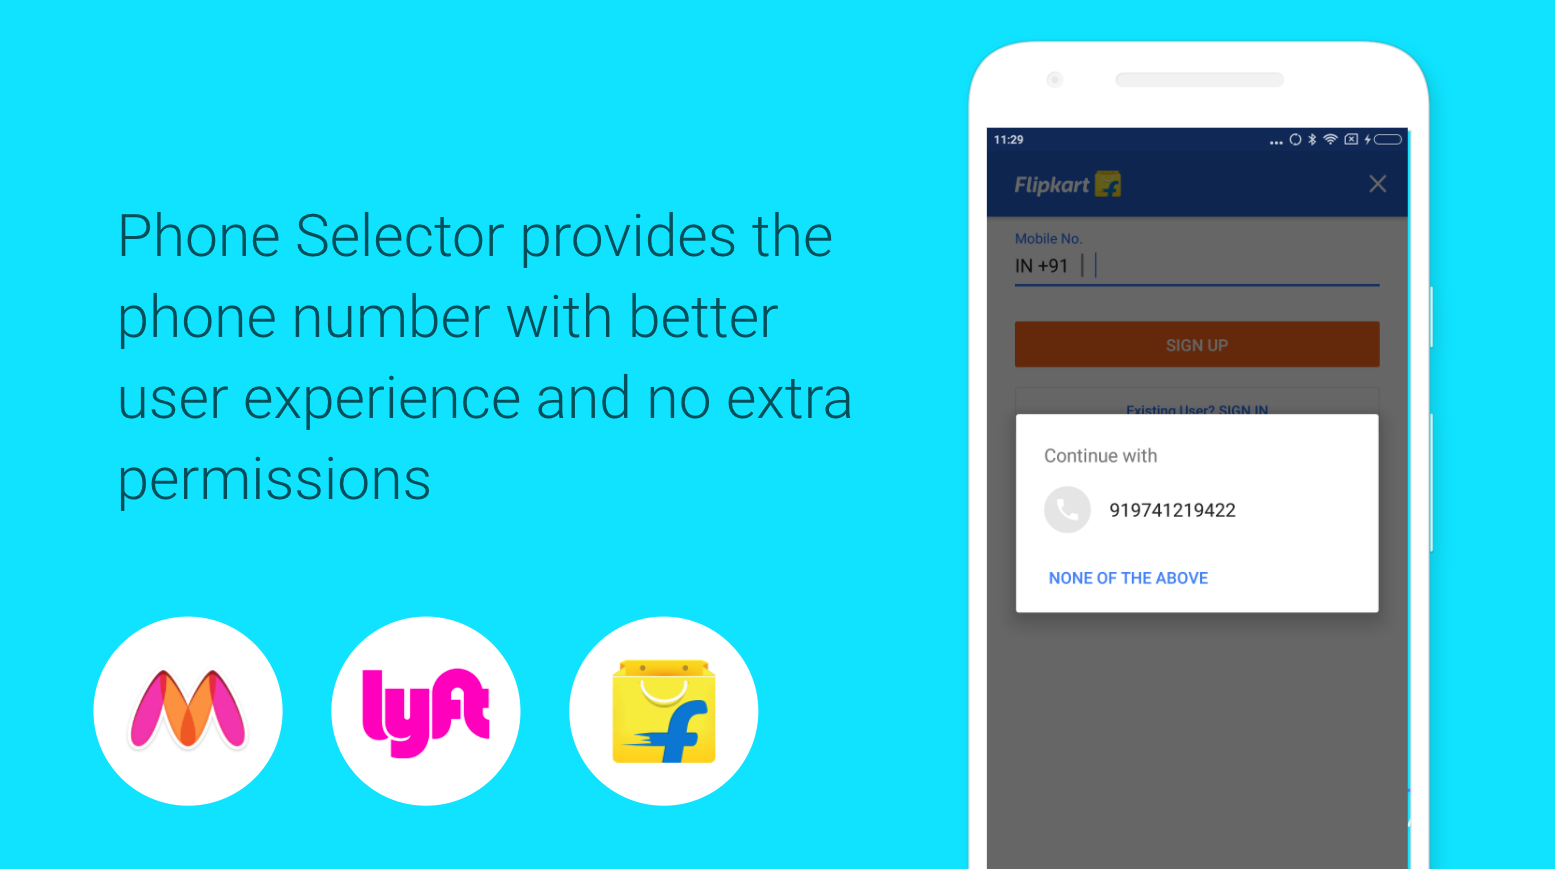 Phone Selector provides the
phone number with better
user experience and no extra
permissions
lyft
f
11:29
Flipkart
Mobile No.
IN +91
SIGN UP
Existing User? SIGN IN
Continue with
919741219422
NONE OF THE ABOVE